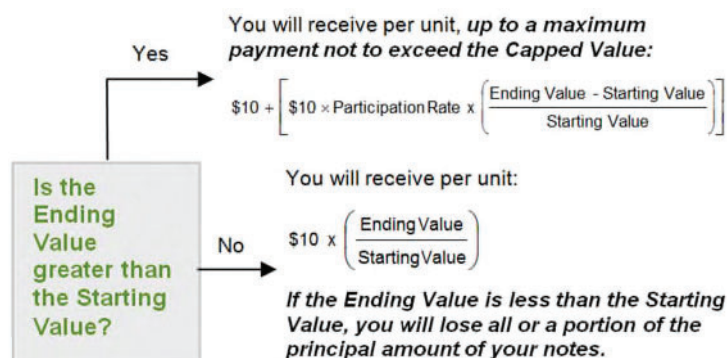 You will receive per unit, up to a maximum
payment not to exceed the Capped Value:
Yes
$10 + [ $10 × Participation Rate x ( Ending Value - Starting Value
Starting Value ) ]
Is the
Ending
Value
greater than
the Starting
Value?
No
You will receive per unit:
$10 x ( Ending Value
Starting Value )
If the Ending Value is less than the Starting
Value, you will lose all or a portion of the
principal amount of your notes.